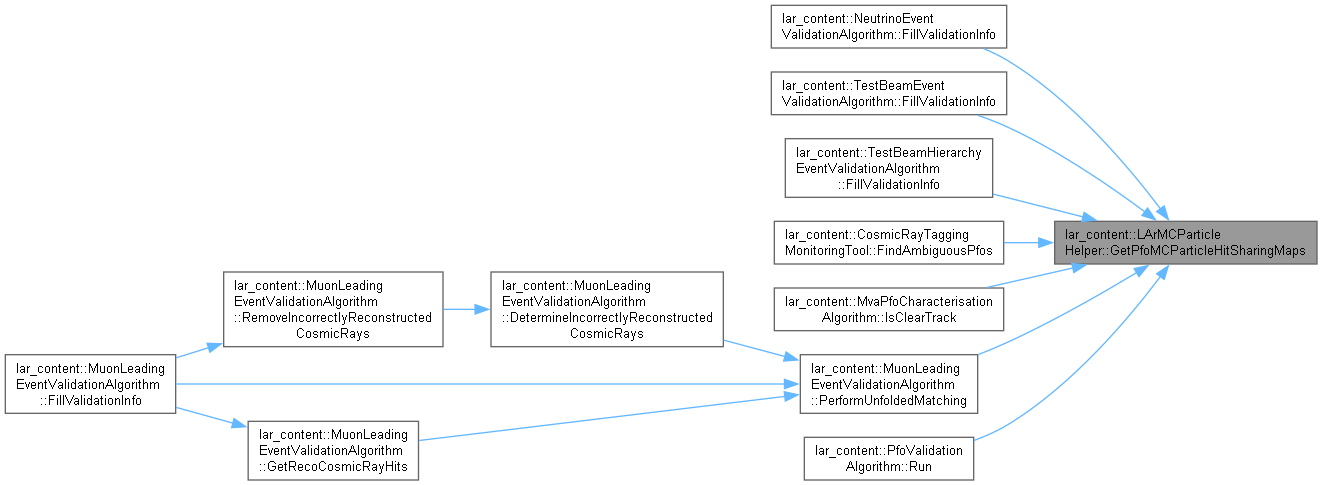 lar_content::NeutrinoEvent
ValidationAlgorithm::FillValidationInfo
lar_content::TestBeamEvent
ValidationAlgorithm::FillValidationInfo
lar_content::TestBeamHierarchy
EventValidationAlgorithm
::FillValidationInfo
lar_content::CosmicRayTagging
MonitoringTool::FindAmbiguousPfos
lar_content::LArMCParticle
Helper::GetPfoMCParticleHitSharingMaps
lar_content::MvaPfoCharacterisation
Algorithm::IsClearTrack
lar_content::MuonLeading
EventValidationAlgorithm
::RemoveIncorrectlyReconstructed
CosmicRays
lar_content::MuonLeading
EventValidationAlgorithm
::DetermineIncorrectlyReconstructed
CosmicRays
lar_content::MuonLeading
EventValidationAlgorithm
::FillValidationInfo
lar_content::MuonLeading
EventValidationAlgorithm
::PerformUnfoldedMatching
lar_content::MuonLeading
EventValidationAlgorithm
::GetRecoCosmicRayHits
lar_content::PfoValidation
Algorithm::Run